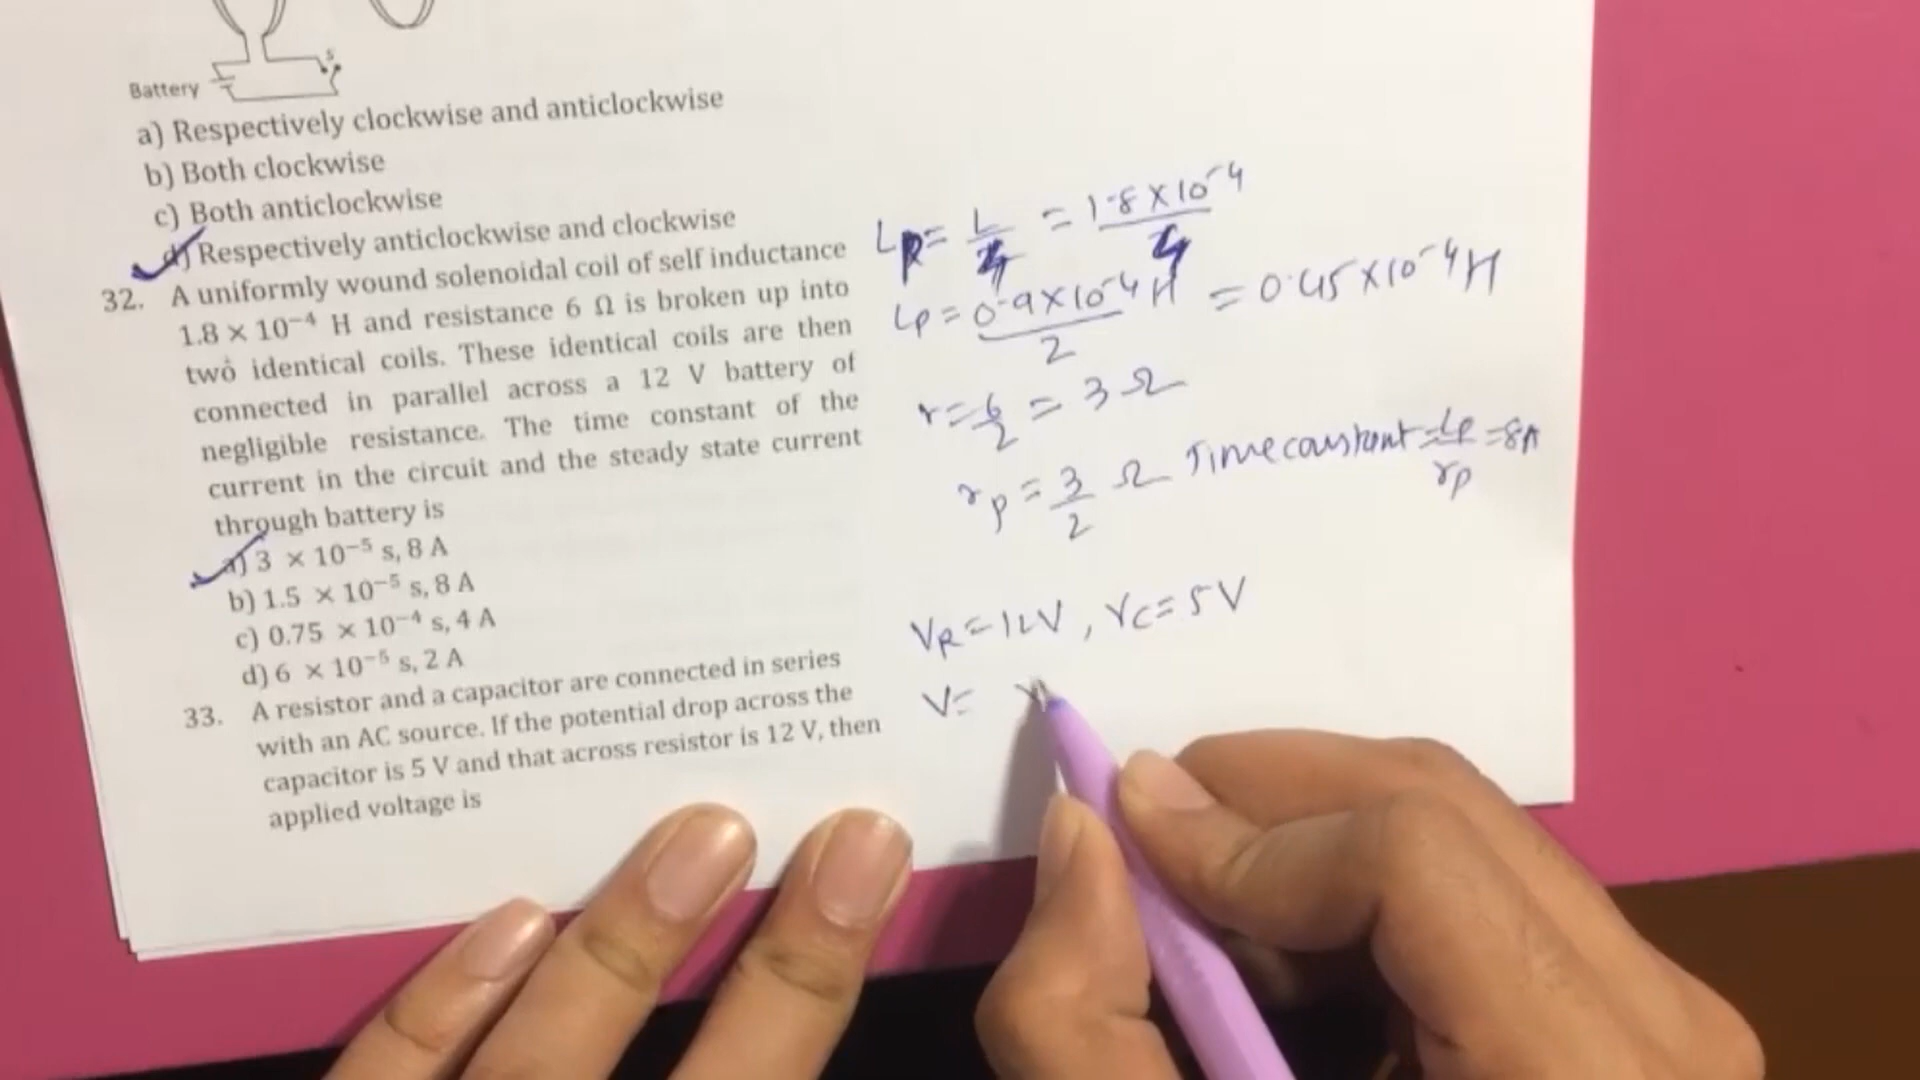 S
Battery
a) Respectively clockwise and anticlockwise
b) Both clockwise
c) Both anticlockwise
d) Respectively anticlockwise and clockwise
32. A uniformly wound solenoidal coil of self inductance
1.8 × 10⁻⁴ H and resistance 6 Ω is broken up into
two identical coils. These identical coils are then
connected in parallel across a 12 V battery of
negligible resistance. The time constant of the
current in the circuit and the steady state current
through battery is
a) 3 × 10⁻⁵ s, 8 A
b) 1.5 × 10⁻⁵ s, 8 A
c) 0.75 × 10⁻⁴ s, 4 A
d) 6 × 10⁻⁵ s, 2 A
33. A resistor and a capacitor are connected in series
with an AC source. If the potential drop across the
capacitor is 5 V and that across resistor is 12 V, then
applied voltage is
Lp = L/4 = 1.8 × 10⁻⁴/4
Lp = 0.9 × 10⁻⁴ H/2 = 0.45 × 10⁻⁴ H
r = 6/2 = 3 Ω
rp = 3/2 Ω Time constant = Lp/rp = 8A
VR = 12V, VC = 5V
V =